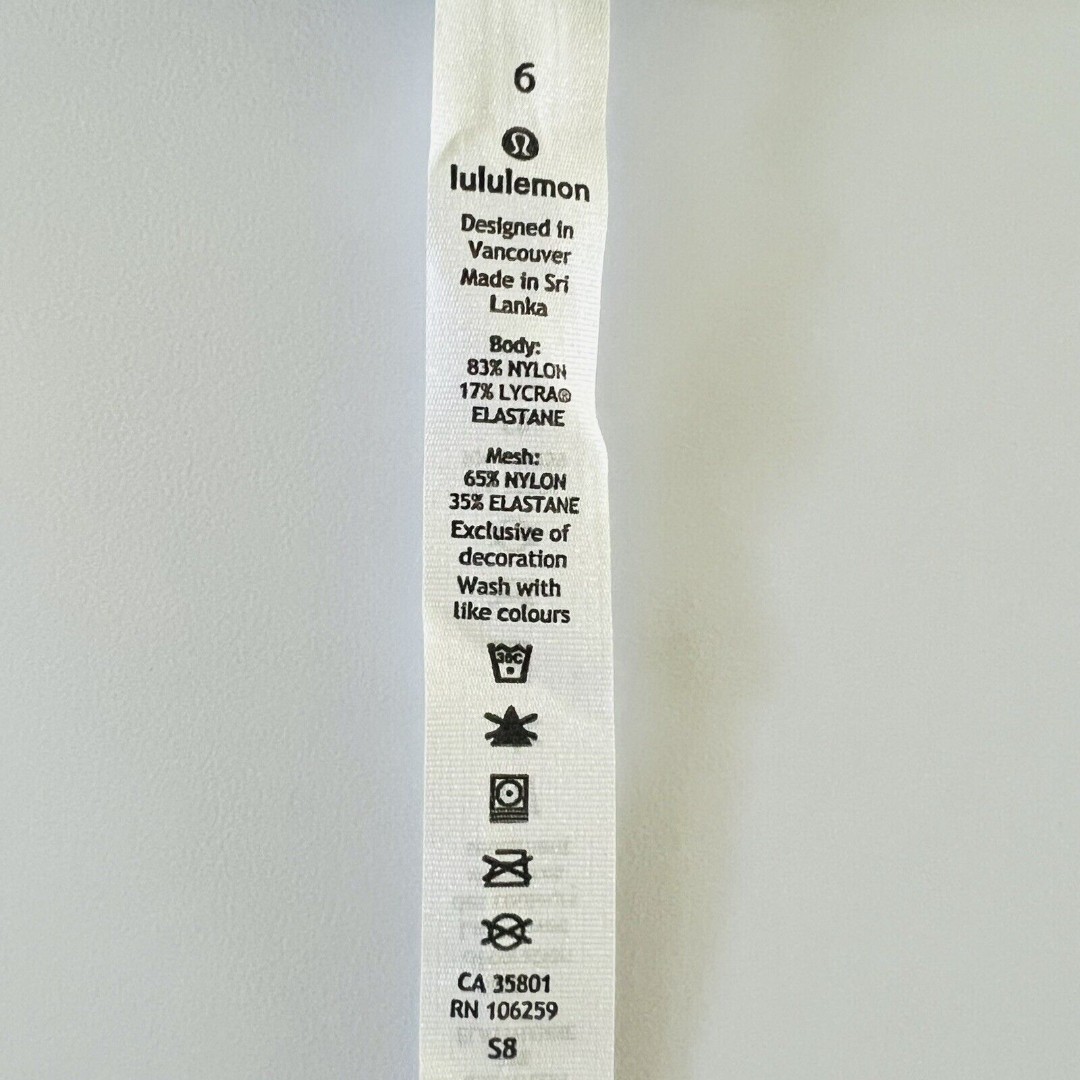 6
lululemon
Designed in
Vancouver
Made in Sri
Lanka
Body:
83% NYLON
17% LYCRA®
ELASTANE
Mesh:
65% NYLON
35% ELASTANE
Exclusive of
decoration
Wash with
like colours
30C
CA 35801
RN 106259
S8